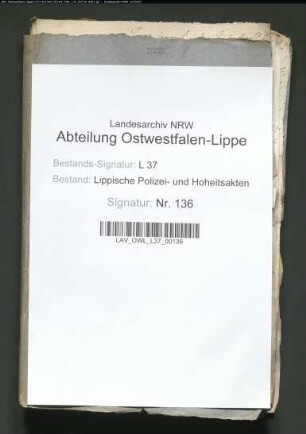 Landesarchiv NRW
Abteilung Ostwestfalen-Lippe
Bestands-Signatur: L 37
Bestand: Lippische Polizei- und Hoheitsakten
Signatur: Nr. 136
LAV_OWL_L37_00136